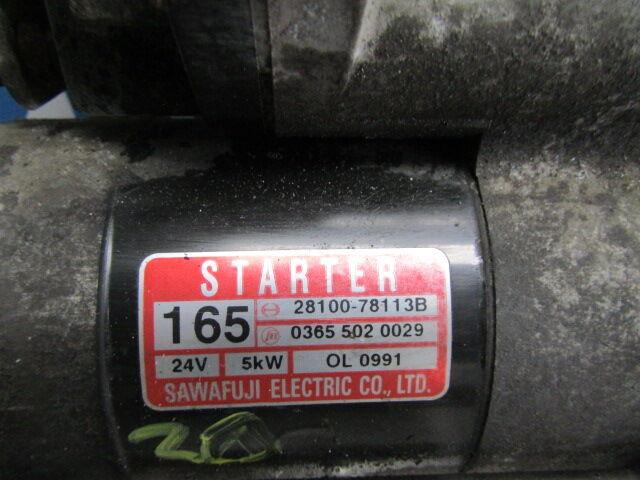 STARTER
165
28100-78113B
0365 502 0029
24V 5kW OL 0991
SAWAFUJI ELECTRIC CO., LTD.